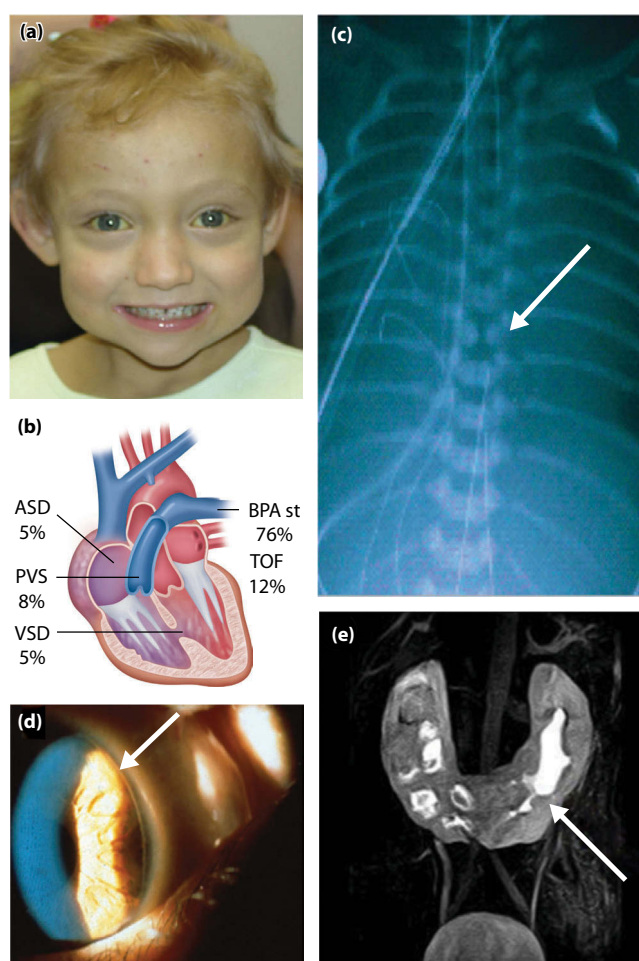 (a)
(b)
ASD
5%
PVS
8%
VSD
5%
BPA st
76%
TOF
12%
(c)
(d)
(e)